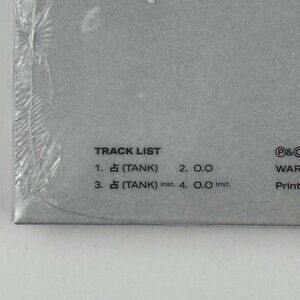 TRACK LIST
1. 占 (TANK) 2. O.O
3. 占 (TANK) Inst. 4. O.O Inst.
℗&©
WAR
Print